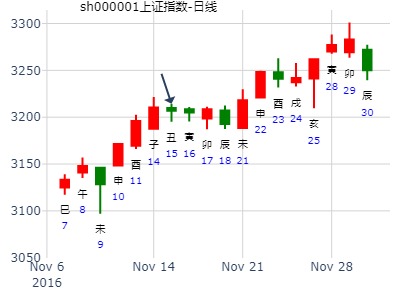 sh000001上证指数-日线
3300
3250
3200
3150
3100
3050
巳
7
午
8
未
9
申
10
酉
11
子
14
丑
15
寅
16
卯
17
辰
18
未
21
申
22
酉
23
戌
24
亥
25
寅
28
卯
29
辰
30
Nov 6
2016
Nov 14
Nov 21
Nov 28